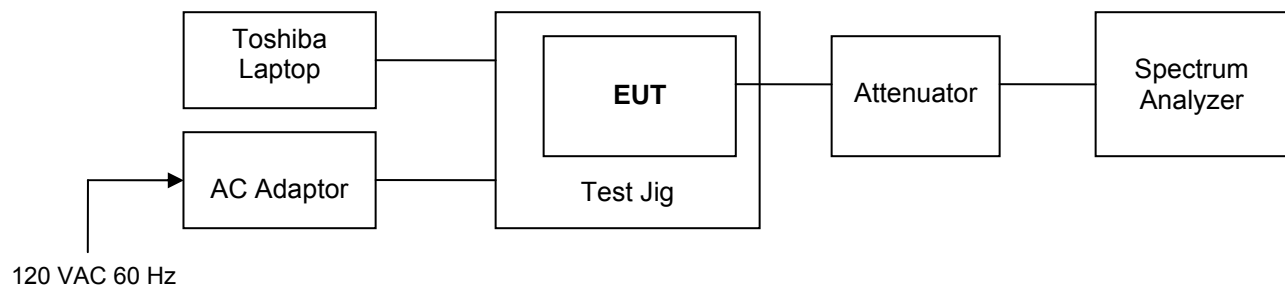 Toshiba
Laptop
EUT
Attenuator
Spectrum
Analyzer
AC Adaptor
Test Jig
120 VAC 60 Hz